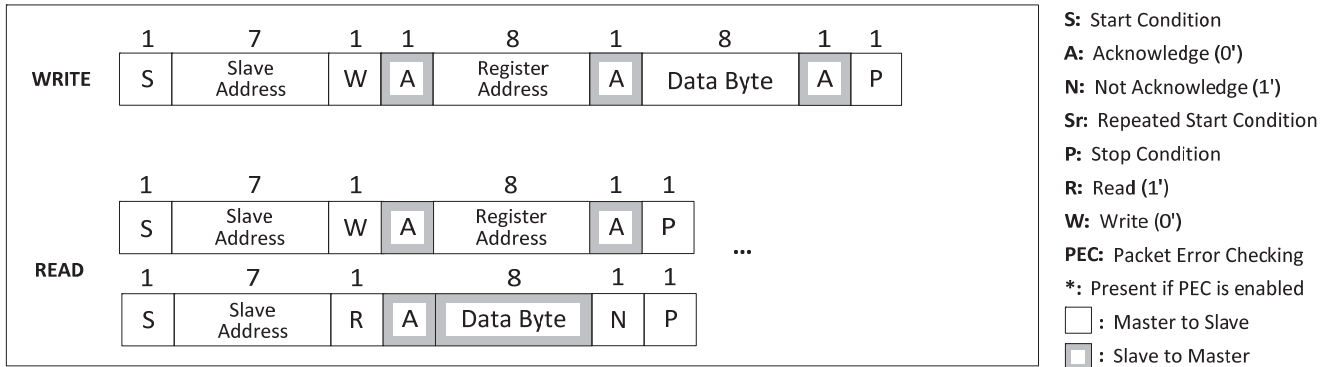 1 7 1 1 8 1 8 1 1
WRITE S Slave Address W A Register Address A Data Byte A P
1 7 1 8 1 1
S Slave Address W A Register Address A P
...
READ
1 7 1 8 1 1
S Slave Address R A Data Byte N P
S: Start Condition
A: Acknowledge (0')
N: Not Acknowledge (1')
Sr: Repeated Start Condition
P: Stop Condition
R: Read (1')
W: Write (0')
PEC: Packet Error Checking
*: Present if PEC is enabled
: Master to Slave
: Slave to Master